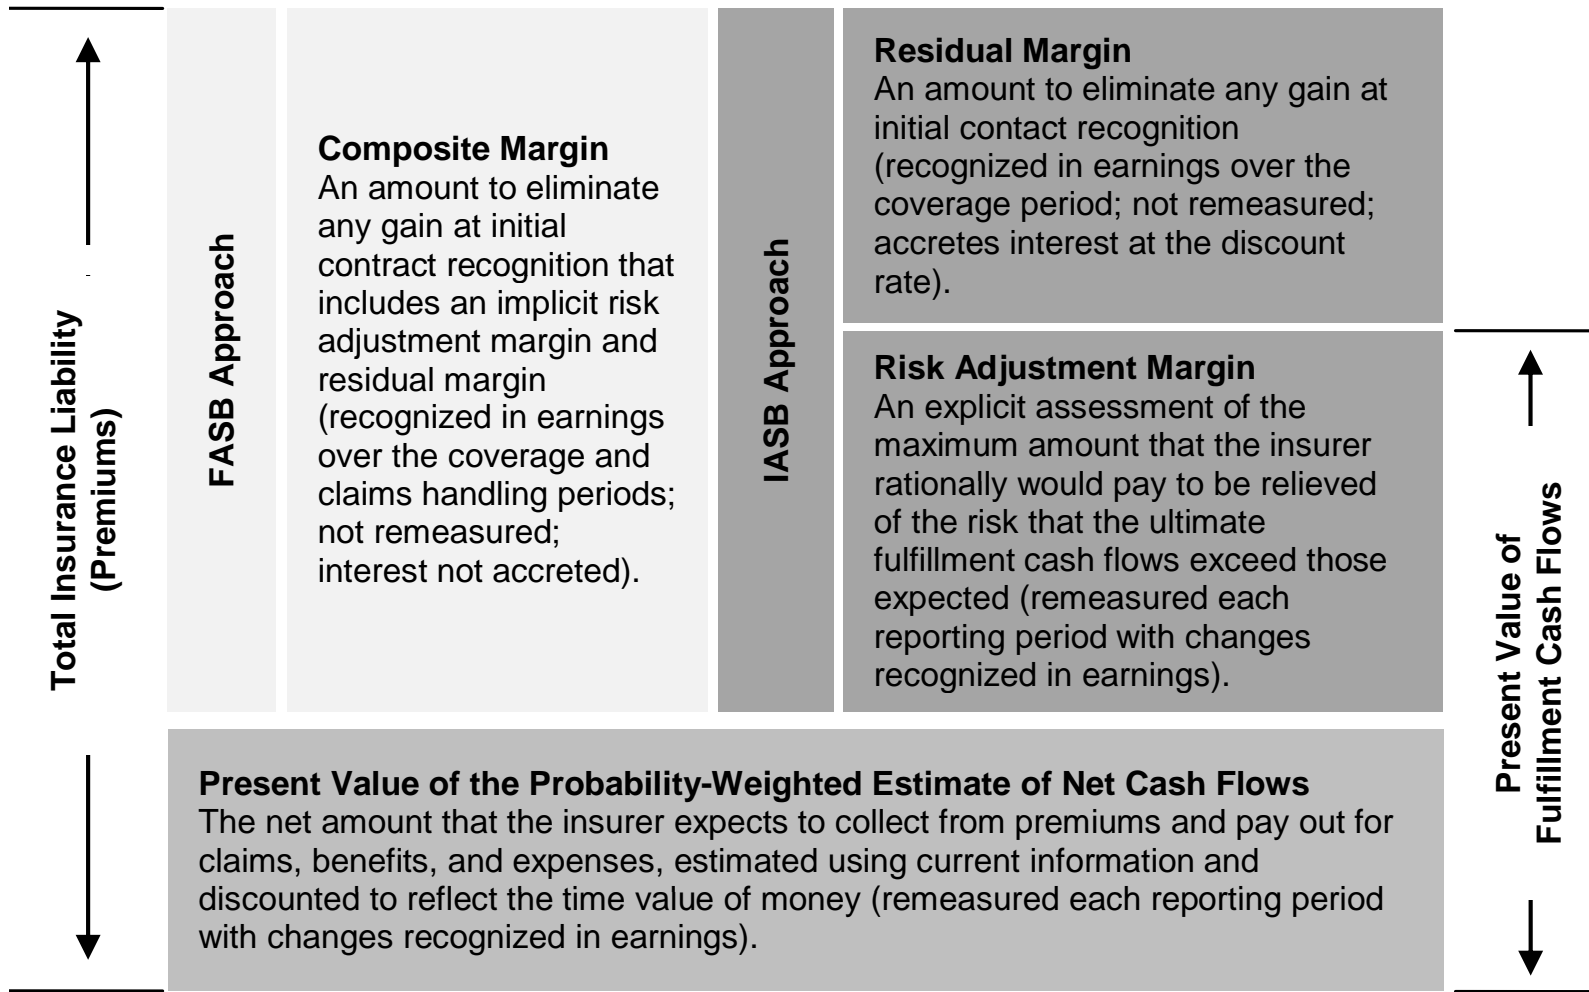 Total Insurance Liability
(Premiums)
FASB Approach
Composite Margin
An amount to eliminate
any gain at initial
contract recognition that
includes an implicit risk
adjustment margin and
residual margin
(recognized in earnings
over the coverage and
claims handling periods;
not remeasured;
interest not accreted).
IASB Approach
Residual Margin
An amount to eliminate any gain at
initial contact recognition
(recognized in earnings over the
coverage period; not remeasured;
accretes interest at the discount
rate).
Risk Adjustment Margin
An explicit assessment of the
maximum amount that the insurer
rationally would pay to be relieved
of the risk that the ultimate
fulfillment cash flows exceed those
expected (remeasured each
reporting period with changes
recognized in earnings).
Present Value of
Fulfillment Cash Flows
Present Value of the Probability-Weighted Estimate of Net Cash Flows
The net amount that the insurer expects to collect from premiums and pay out for
claims, benefits, and expenses, estimated using current information and
discounted to reflect the time value of money (remeasured each reporting period
with changes recognized in earnings).